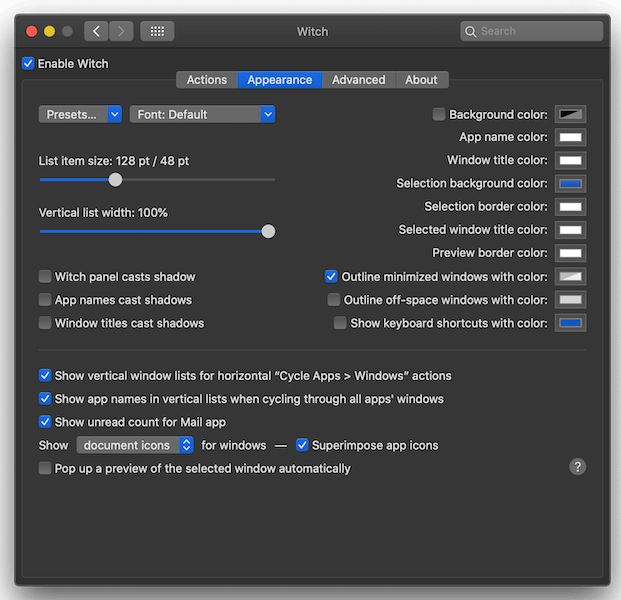 Witch
Search
Enable Witch
Actions Appearance Advanced About
Presets... Font: Default
Background color:
App name color:
List item size: 128 pt / 48 pt
Window title color:
Selection background color:
Selection border color:
Vertical list width: 100%
Selected window title color:
Preview border color:
Witch panel casts shadow
Outline minimized windows with color:
App names cast shadows
Outline off-space windows with color:
Window titles cast shadows
Show keyboard shortcuts with color:
Show vertical window lists for horizontal “Cycle Apps > Windows” actions
Show app names in vertical lists when cycling through all apps' windows
Show unread count for Mail app
Show document icons for windows — Superimpose app icons
Pop up a preview of the selected window automatically
?